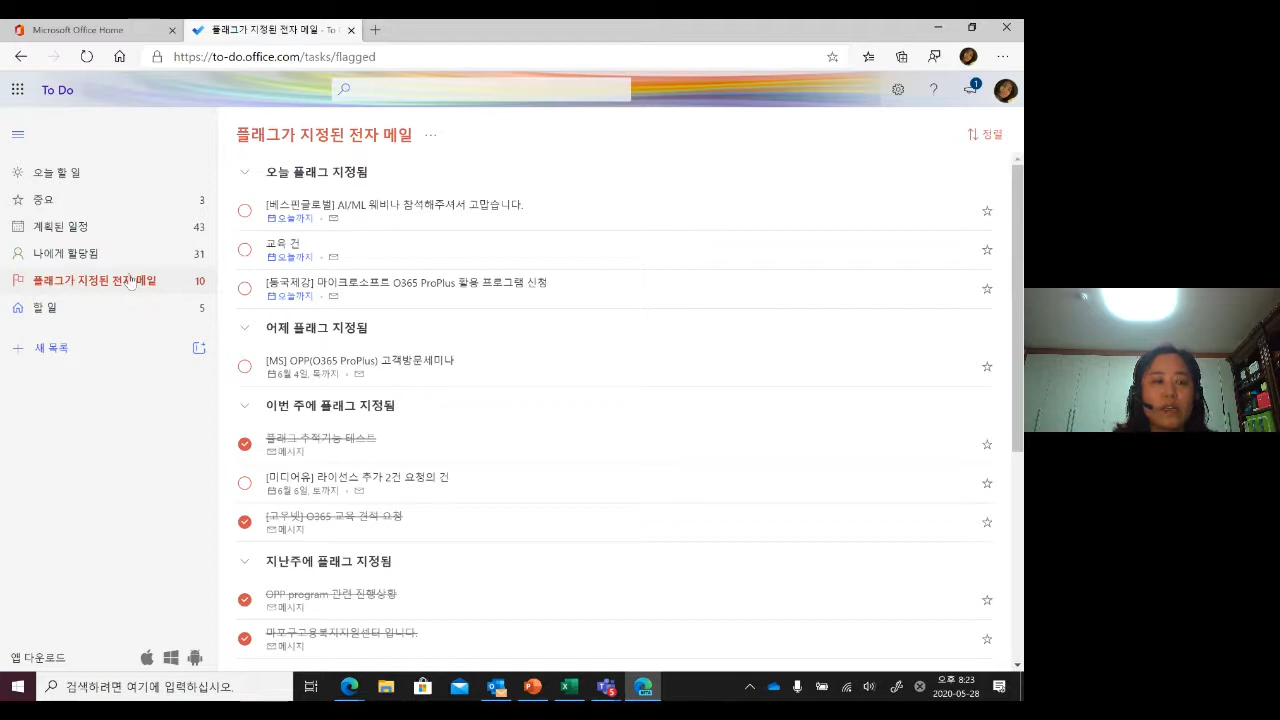 Microsoft Office Home
플래그가 지정된 전자 메일 - To
https://to-do.office.com/tasks/flagged
To Do
1
플래그가 지정된 전자 메일 ...
정렬
오늘 할 일
중요 3
계획된 일정 43
나에게 할당됨 31
플래그가 지정된 전자 메일 10
할 일 5
새 목록
오늘 플래그 지정됨
[베스핀글로벌] AI/ML 웨비나 참석해주셔서 고맙습니다.
오늘까지
교육 건
오늘까지
[동국제강] 마이크로소프트 O365 ProPlus 활용 프로그램 신청
오늘까지
어제 플래그 지정됨
[MS] OPP(O365 ProPlus) 고객방문세미나
6월 4일, 목까지
이번 주에 플래그 지정됨
플래그 추적기능 테스트
메시지
[미디어유] 라이선스 추가 2건 요청의 건
6월 6일, 토까지
[고우넷] O365 교육 견적 요청
메시지
지난주에 플래그 지정됨
OPP program 관련 진행상황
메시지
마포구고용복지지원센터 입니다.
메시지
앱 다운로드
검색하려면 여기에 입력하십시오.
5
오후 8:23
2020-05-28